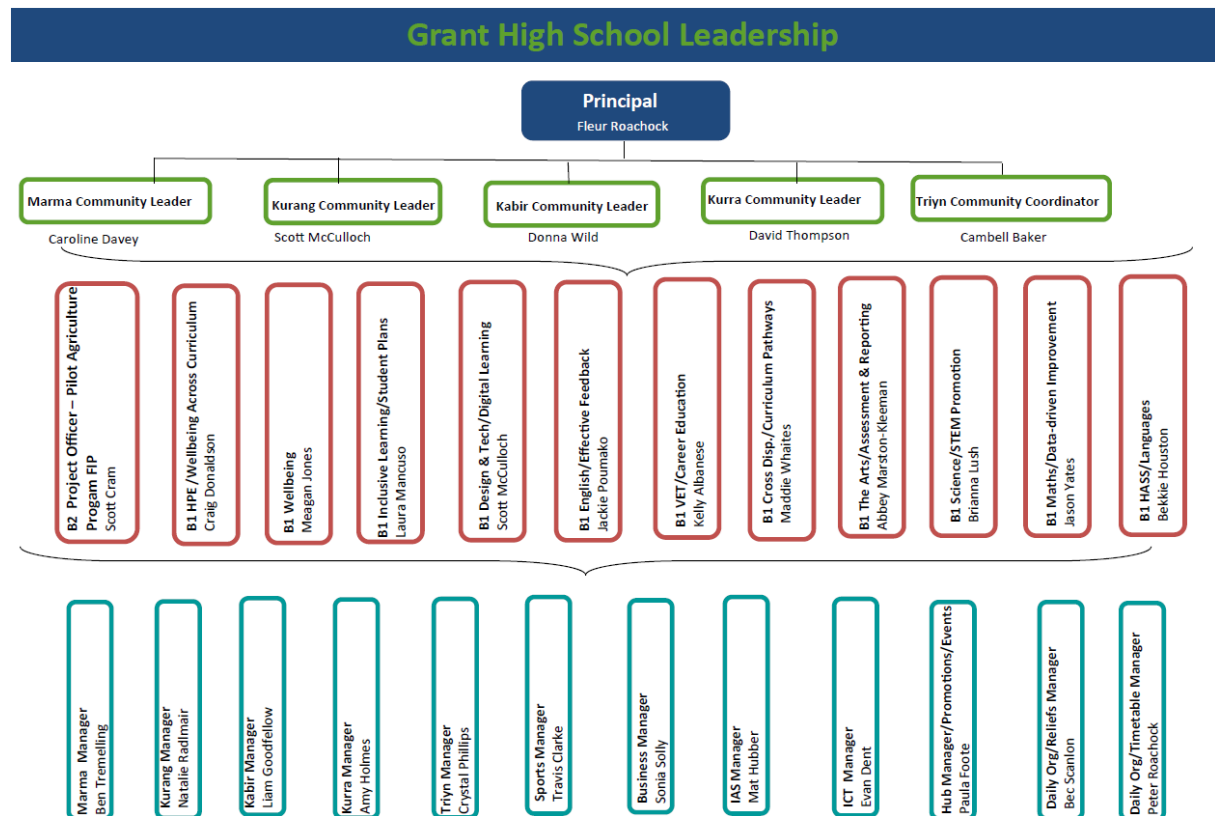 Grant High School Leadership
Principal
Fleur Roachock
Marma Community Leader
Kurang Community Leader
Kabir Community Leader
Kurra Community Leader
Triyn Community Coordinator
Caroline Davey
Scott McCulloch
Donna Wild
David Thompson
Cambell Baker
B2 Project Officer – Pilot Agriculture
Progam FIP
Scott Cram
B1 HPE /Wellbeing Across Curriculum
Craig Donaldson
B1 Wellbeing
Meagan Jones
B1 Inclusive Learning/Student Plans
Laura Mancuso
B1 Design & Tech/Digital Learning
Scott McCulloch
B1 English/Effective Feedback
Jackie Poumako
B1 VET/Career Education
Kelly Albanese
B1 Cross Disp./Curriculum Pathways
Maddie Whaites
B1 The Arts/Assessment & Reporting
Abbey Marston-Kleeman
B1 Science/STEM Promotion
Brianna Lush
B1 Maths/Data-driven Improvement
Jason Yates
B1 HASS/Languages
Bekkie Houston
Marma Manager
Ben Tremelling
Kurang Manager
Natalie Radlmair
Kabir Manager
Liam Goodfellow
Kurra Manager
Amy Holmes
Triyn Manager
Crystal Phillips
Sports Manager
Travis Clarke
Business Manager
Sonia Solly
IAS Manager
Mat Hubber
ICT Manager
Evan Dent
Hub Manager/Promotions/Events
Paula Foote
Daily Org/Reliefs Manager
Bec Scanlon
Daily Org/Timetable Manager
Peter Roachock